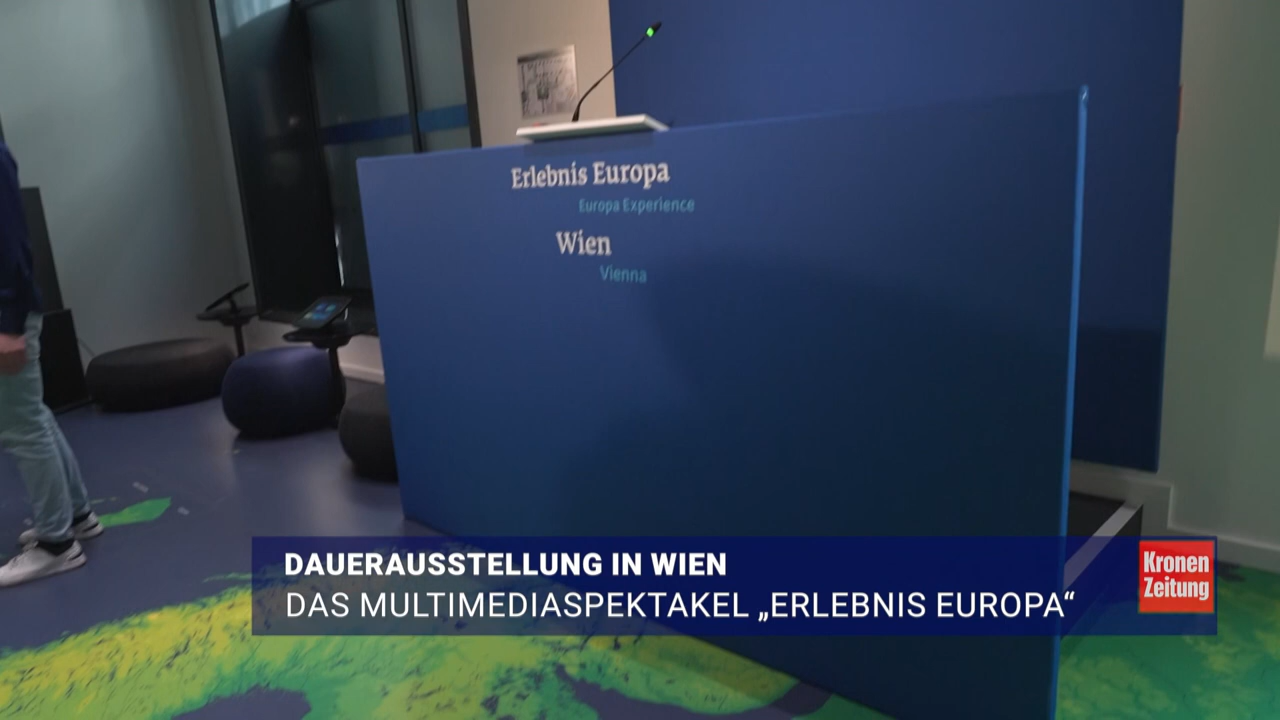 Erlebnis Europa
Europa Experience
Wien
Vienna
DAUERAUSSTELLUNG IN WIEN
DAS MULTIMEDIASPEKTAKEL „ERLEBNIS EUROPA“
Kronen
Zeitung